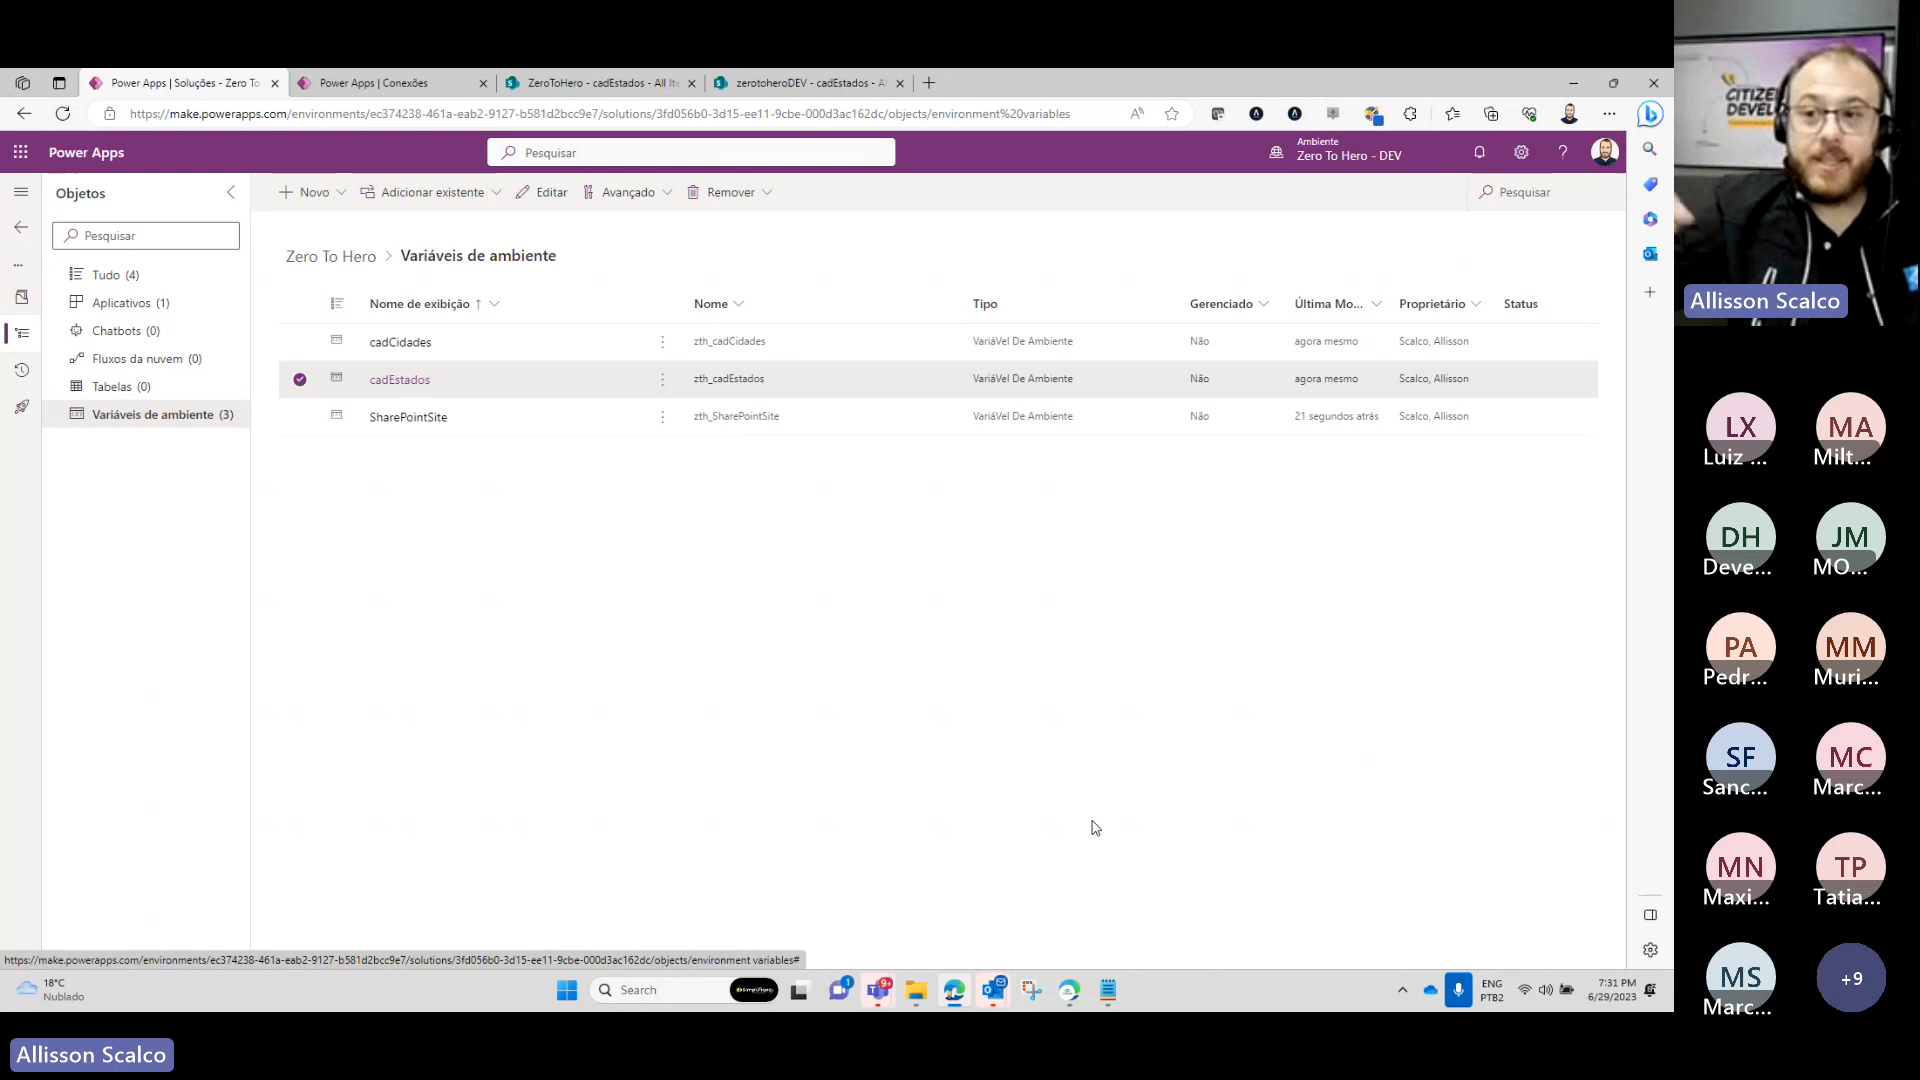 Power Apps | Soluções - Zero To
Power Apps | Conexões
ZeroToHero - cadEstados - All Ite
zerotoheroDEV - cadEstados - A
https://make.powerapps.com/environments/ec374238-461a-eab2-9127-b581d2bcc9e7/solutions/3fd056b0-3d15-ee11-9cbe-000d3ac162dc/objects/environment%20variables
Power Apps
Pesquisar
Ambiente
Zero To Hero - DEV
Objetos
Novo
Adicionar existente
Editar
Avançado
Remover
Pesquisar
Pesquisar
Tudo (4)
Aplicativos (1)
Chatbots (0)
Fluxos da nuvem (0)
Tabelas (0)
Variáveis de ambiente (3)
Zero To Hero > Variáveis de ambiente
Nome de exibição ↑ Nome Tipo Gerenciado Última Mo... Proprietário Status
cadCidades zth_cadCidades VariáVel De Ambiente Não agora mesmo Scalco, Allisson
cadEstados zth_cadEstados VariáVel De Ambiente Não agora mesmo Scalco, Allisson
SharePointSite zth_SharePointSite VariáVel De Ambiente Não 21 segundos atrás Scalco, Allisson
https://make.powerapps.com/environments/ec374238-461a-eab2-9127-b581d2bcc9e7/solutions/3fd056b0-3d15-ee11-9cbe-000d3ac162dc/objects/environment variables#
18°C
Nublado
Search
1
9+
ENG
PTB2
7:31 PM
6/29/2023
Allisson Scalco
CITIZE
DEVEL
Allisson Scalco
LX
Luiz ...
MA
Milt...
DH
Deve...
JM
MO...
PA
Pedr...
MM
Muri...
SF
Sanc...
MC
Marc...
MN
Maxi...
TP
Tatia...
MS
Marc...
+9